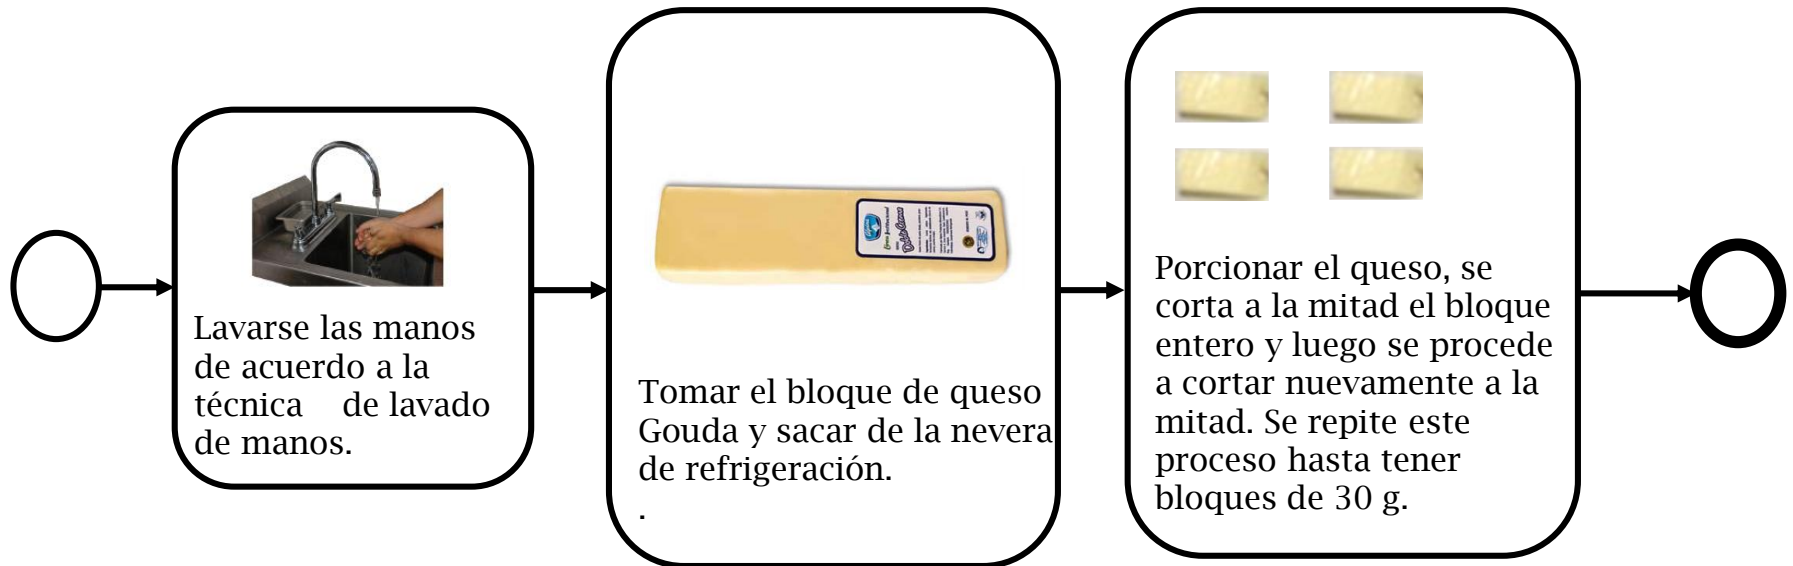 Lavarse las manos
de acuerdo a la
técnica de lavado
de manos.
Doble Crema
Tomar el bloque de queso
Gouda y sacar de la nevera
de refrigeración.
.
Porcionar el queso, se
corta a la mitad el bloque
entero y luego se procede
a cortar nuevamente a la
mitad. Se repite este
proceso hasta tener
bloques de 30 g.